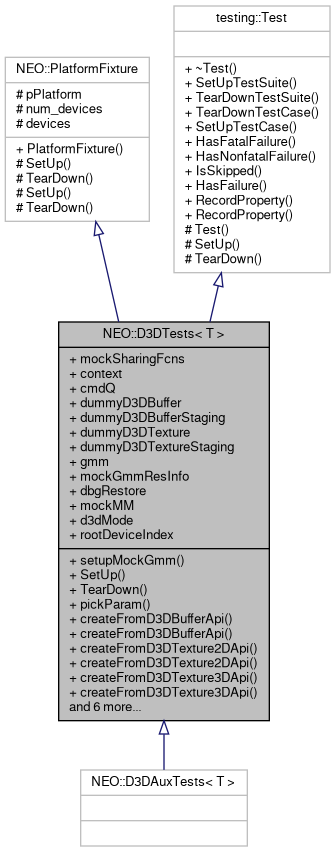 testing::Test
+ ~Test()
+ SetUpTestSuite()
+ TearDownTestSuite()
+ TearDownTestCase()
+ SetUpTestCase()
+ HasFatalFailure()
+ HasNonfatalFailure()
+ IsSkipped()
+ HasFailure()
+ RecordProperty()
+ RecordProperty()
# Test()
# SetUp()
# TearDown()
NEO::PlatformFixture
# pPlatform
# num_devices
# devices
+ PlatformFixture()
# SetUp()
# TearDown()
# SetUp()
# TearDown()
NEO::D3DTests< T >
+ mockSharingFcns
+ context
+ cmdQ
+ dummyD3DBuffer
+ dummyD3DBufferStaging
+ dummyD3DTexture
+ dummyD3DTextureStaging
+ gmm
+ mockGmmResInfo
+ dbgRestore
+ mockMM
+ d3dMode
+ rootDeviceIndex
+ setupMockGmm()
+ SetUp()
+ TearDown()
+ pickParam()
+ createFromD3DBufferApi()
+ createFromD3DBufferApi()
+ createFromD3DTexture2DApi()
+ createFromD3DTexture2DApi()
+ createFromD3DTexture3DApi()
+ createFromD3DTexture3DApi()
and 6 more...
NEO::D3DAuxTests< T >